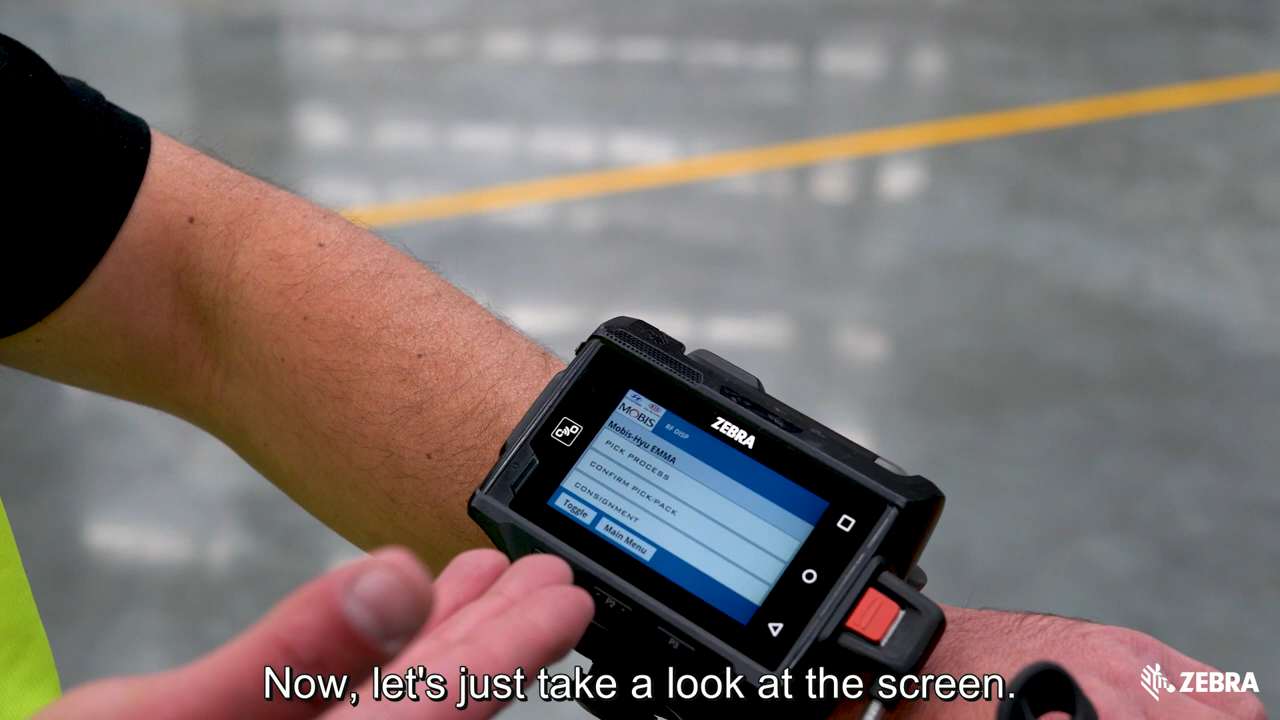 MOBIS
RF DISP
ZEBRA
Mobis-Hyu EMMA
PICK PROCESS
CONFIRM PICK/PACK
CONSIGNMENT
Toggle
Main Menu
P2
Now, let's just take a look at the screen.
ZEBRA